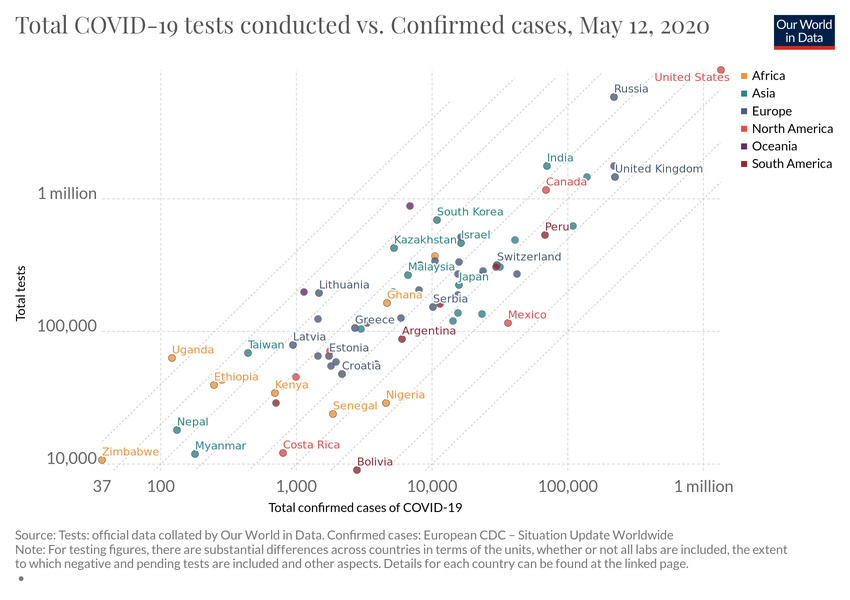 Total COVID-19 tests conducted vs. Confirmed cases, May 12, 2020
Our World
in Data
United States
Russia
Africa
Asia
Europe
North America
Oceania
South America
India
United Kingdom
Canada
1 million
South Korea
Peru
Israel
Kazakhstan
Switzerland
Malaysia
Japan
Lithuania
Ghana
Serbia
Total tests
Mexico
100,000
Greece
Argentina
Latvia
Taiwan
Estonia
Uganda
Croatia
Ethiopia
Kenya
Nigeria
Senegal
Nepal
Myanmar
Costa Rica
Zimbabwe
Bolivia
10,000
37
100
1,000
10,000
100,000
1 million
Total confirmed cases of COVID-19
Source: Tests: official data collated by Our World in Data. Confirmed cases: European CDC – Situation Update Worldwide
Note: For testing figures, there are substantial differences across countries in terms of the units, whether or not all labs are included, the extent
to which negative and pending tests are included and other aspects. Details for each country can be found at the linked page.